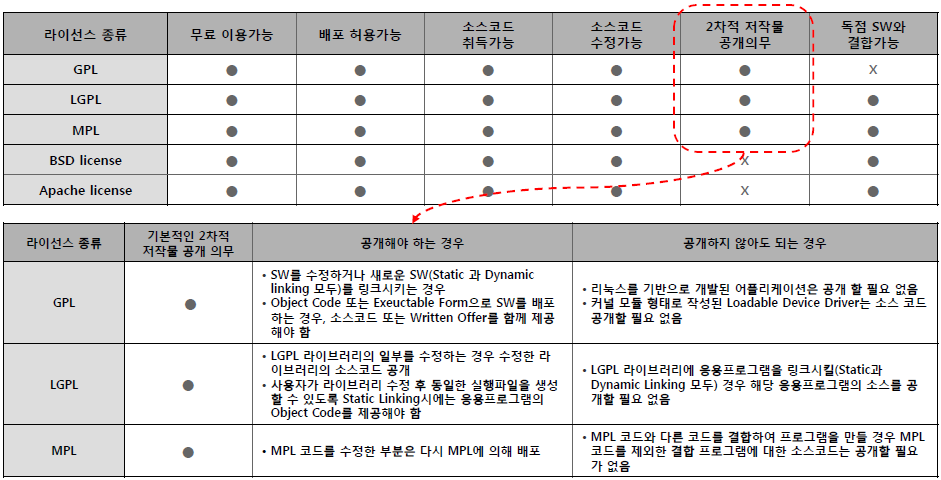 라이선스 종류 무료 이용가능 배포 허용가능 소스코드 취득가능 소스코드 수정가능 2차적 저작물 공개의무 독점 SW와 결합가능
GPL ● ● ● ● ● X
LGPL ● ● ● ● ● ●
MPL ● ● ● ● ● ●
BSD license ● ● ● ● X ●
Apache license ● ● ● ● X ●
라이선스 종류 기본적인 2차적 저작물 공개 의무 공개해야 하는 경우 공개하지 않아도 되는 경우
GPL ●
• SW를 수정하거나 새로운 SW(Static 과 Dynamic
linking 모두)를 링크시키는 경우
• Object Code 또는 Exeuctable Form으로 SW를 배포
하는 경우, 소스코드 또는 Written Offer를 함께 제공
해야 함
• 리눅스를 기반으로 개발된 어플리케이션은 공개 할 필요 없음
• 커널 모듈 형태로 작성된 Loadable Device Driver는 소스 코드
공개할 필요 없음
LGPL ●
• LGPL 라이브러리의 일부를 수정하는 경우 수정한 라
이브러리의 소스코드 공개
• 사용자가 라이브러리 수정 후 동일한 실행파일을 생성
할 수 있도록 Static Linking시에는 응용프로그램의
Object Code를 제공해야 함
• LGPL 라이브러리에 응용프로그램을 링크시킬(Static과
Dynamic Linking 모두) 경우 해당 응용프로그램의 소스를 공
개할 필요 없음
MPL ●
• MPL 코드를 수정한 부분은 다시 MPL에 의해 배포
• MPL 코드와 다른 코드를 결합하여 프로그램을 만들 경우 MPL
코드를 제외한 결합 프로그램에 대한 소스코드는 공개할 필요
가 없음